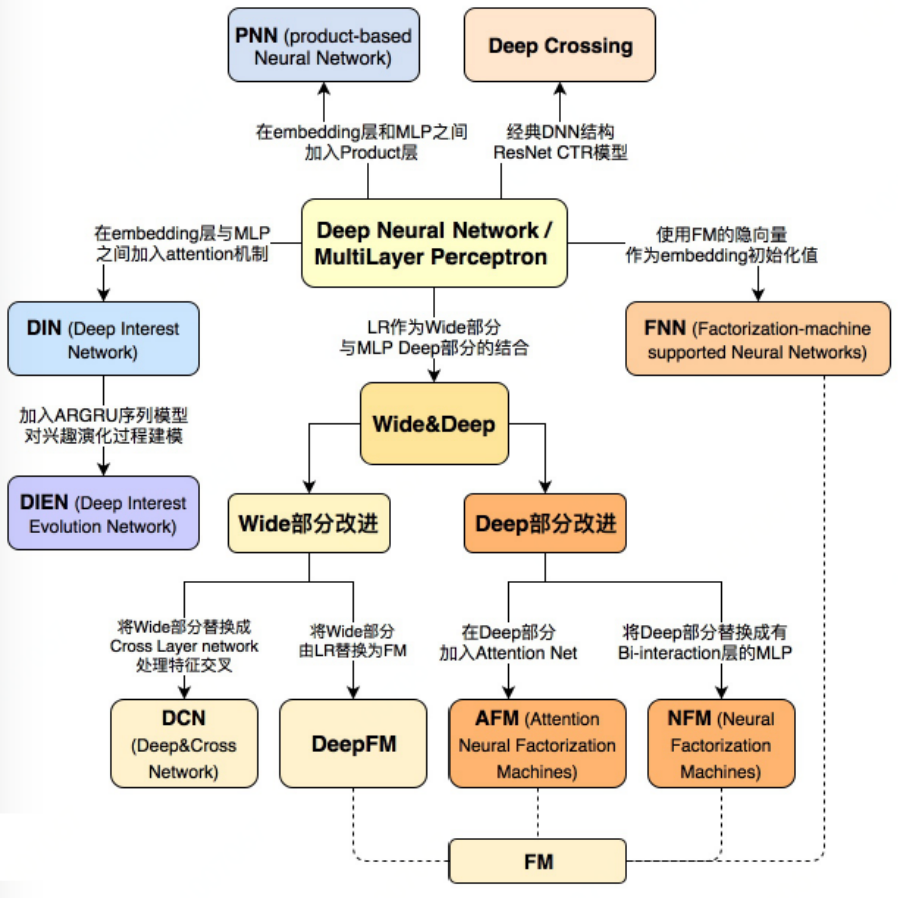 PNN (product-based
Neural Network)
Deep Crossing
在embedding层和MLP之间
加入Product层
经典DNN结构
ResNet CTR模型
Deep Neural Network /
MultiLayer Perceptron
在embedding层与MLP
之间加入attention机制
使用FM的隐向量
作为embedding初始化值
DIN (Deep Interest
Network)
LR作为Wide部分
与MLP Deep部分的结合
FNN (Factorization-machine
supported Neural Networks)
加入ARGRU序列模型
对兴趣演化过程建模
Wide&Deep
DIEN (Deep Interest
Evolution Network)
Wide部分改进
Deep部分改进
将Wide部分替换成
Cross Layer network
处理特征交叉
将Wide部分
由LR替换为FM
在Deep部分
加入Attention Net
将Deep部分替换成有
Bi-interaction层的MLP
DCN
(Deep&Cross
Network)
DeepFM
AFM (Attention
Neural Factorization
Machines)
NFM (Neural
Factorization
Machines)
FM